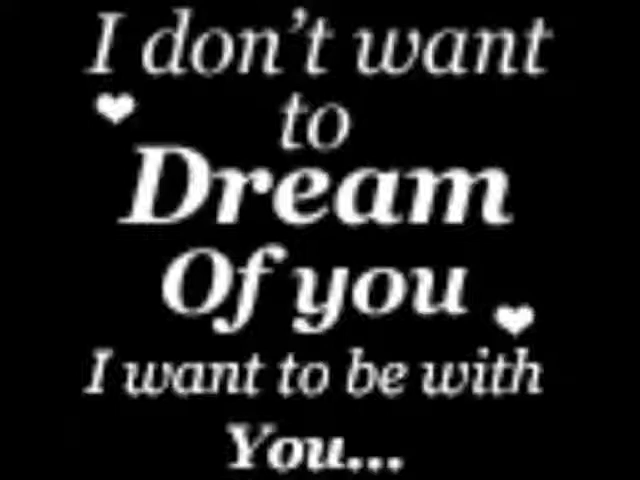 I don't want
to
Dream
Of you
I want to be with
You...